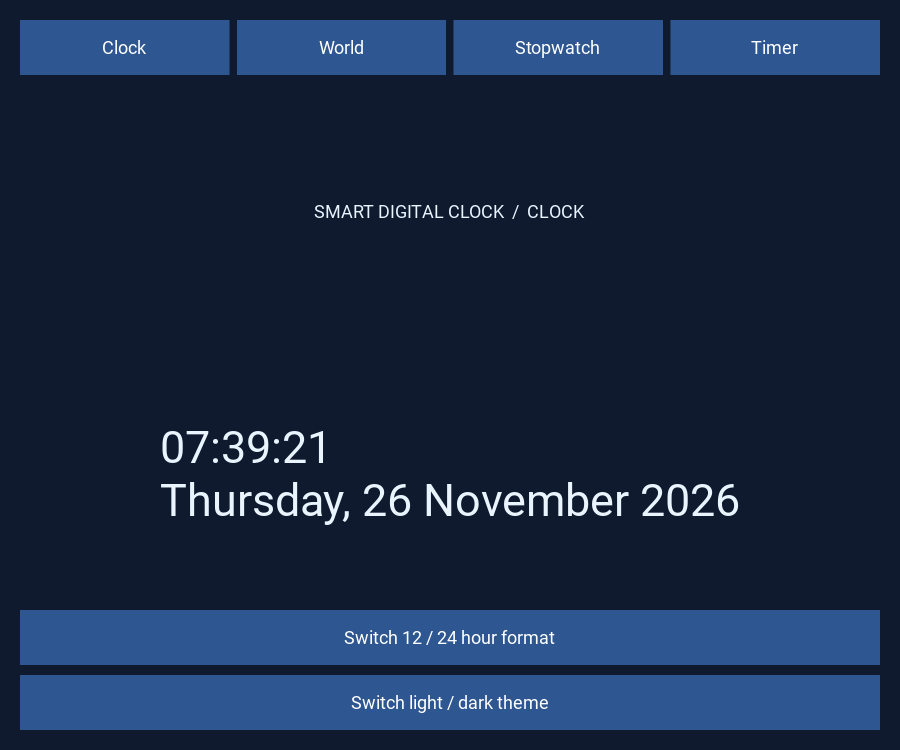 Clock
World
Stopwatch
Timer
SMART DIGITAL CLOCK / CLOCK
07:39:21
Thursday, 26 November 2026
Switch 12 / 24 hour format
Switch light / dark theme